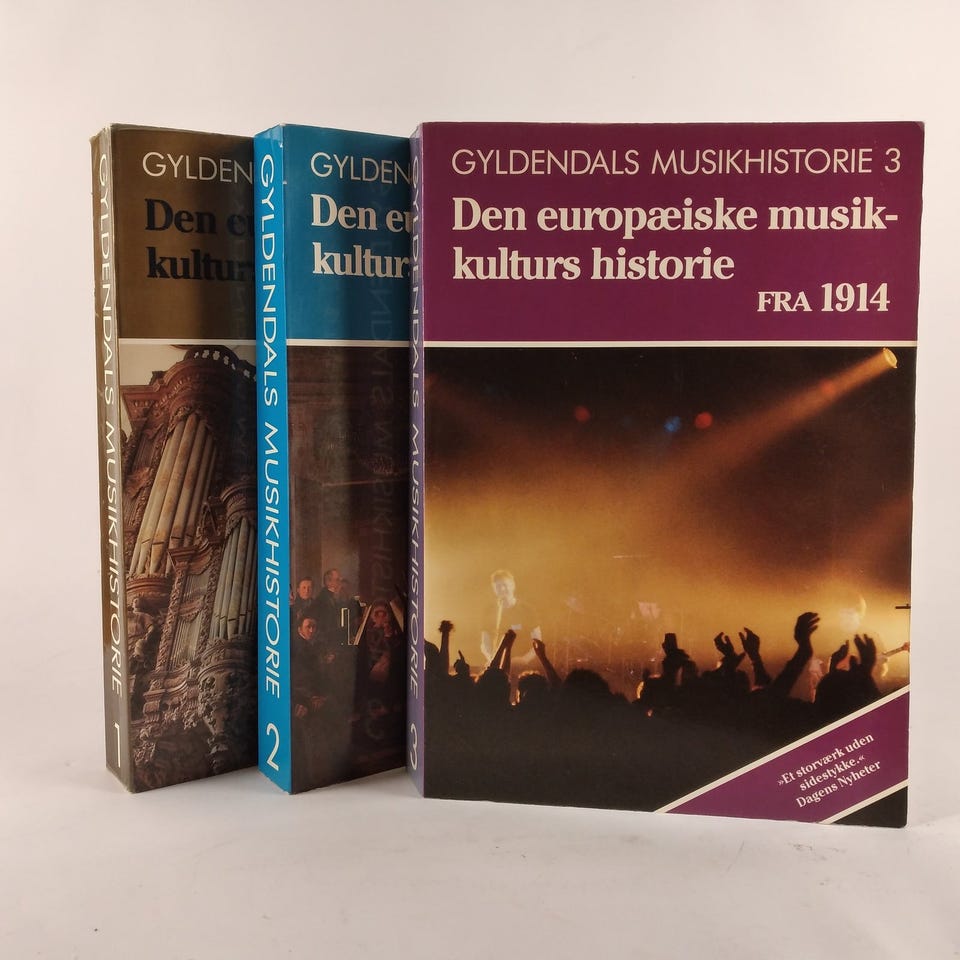 GYLDENDALS MUSIKHISTORIE 1
GYLDEN
Den eu
kultur
GYLDENDALS MUSIKHISTORIE 2
GYLDEN
Den eu
kultur
GYLDENDALS MUSIKHISTORIE 3
GYLDENDALS MUSIKHISTORIE 3
Den europæiske musik-
kulturs historie
FRA 1914
»Et storværk uden
sidestykke.«
Dagens Nyheter